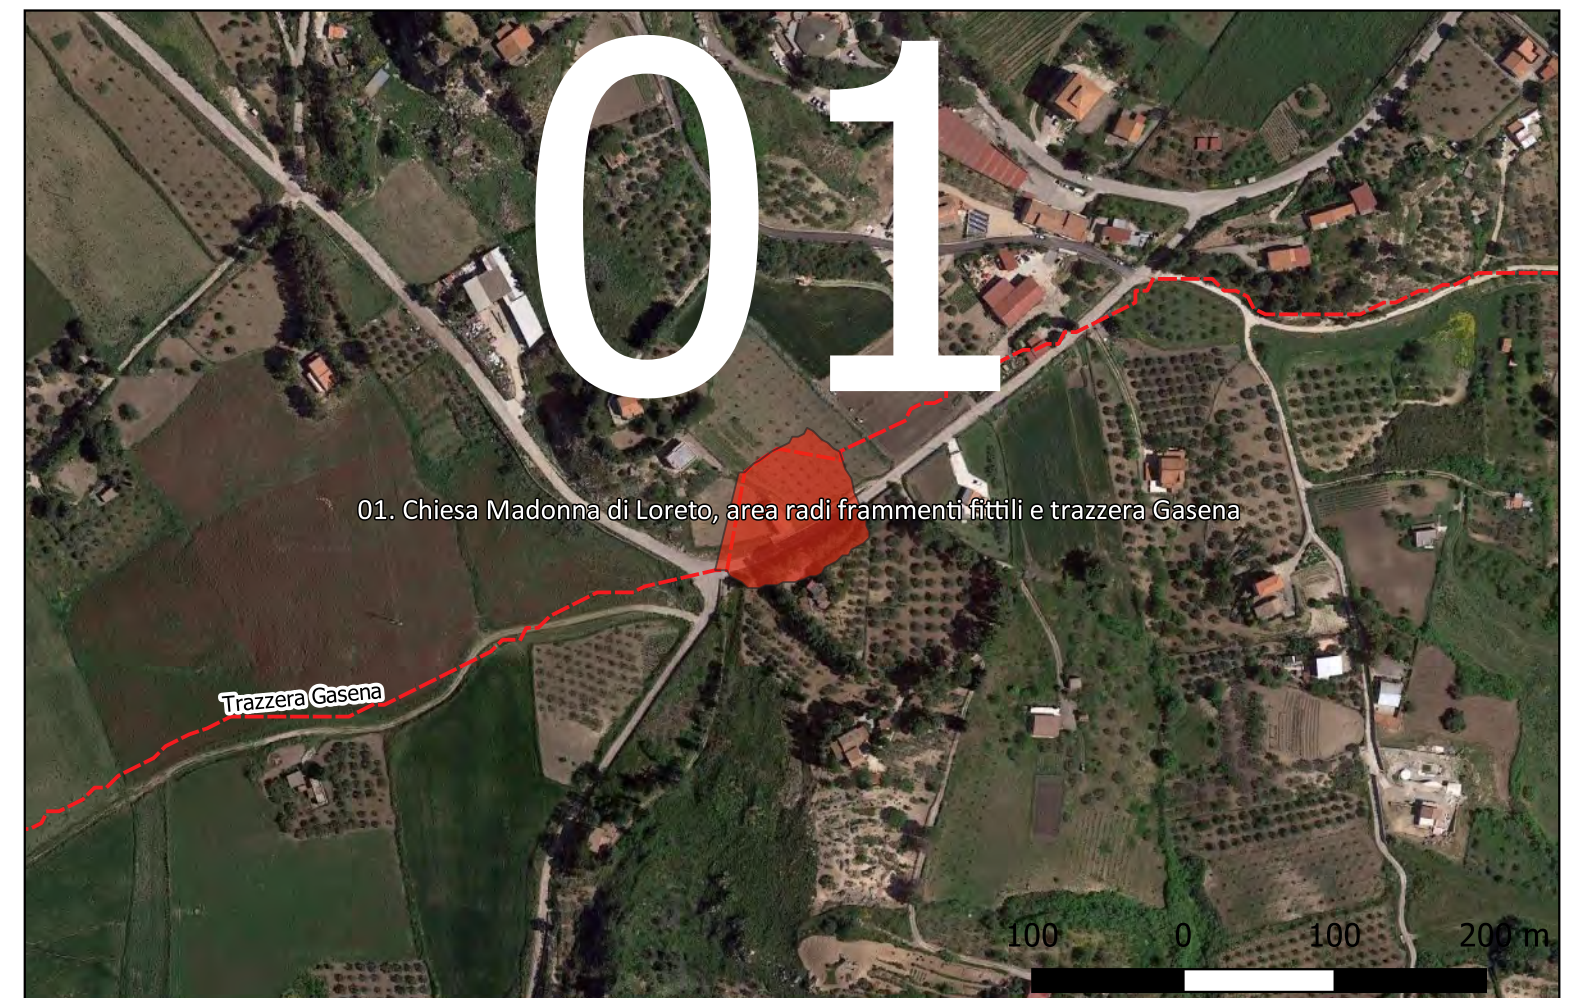 01
01. Chiesa Madonna di Loreto, area radi frammenti fittili e trazzera Gasena
Trazzera Gasena
100 0 100 200 m